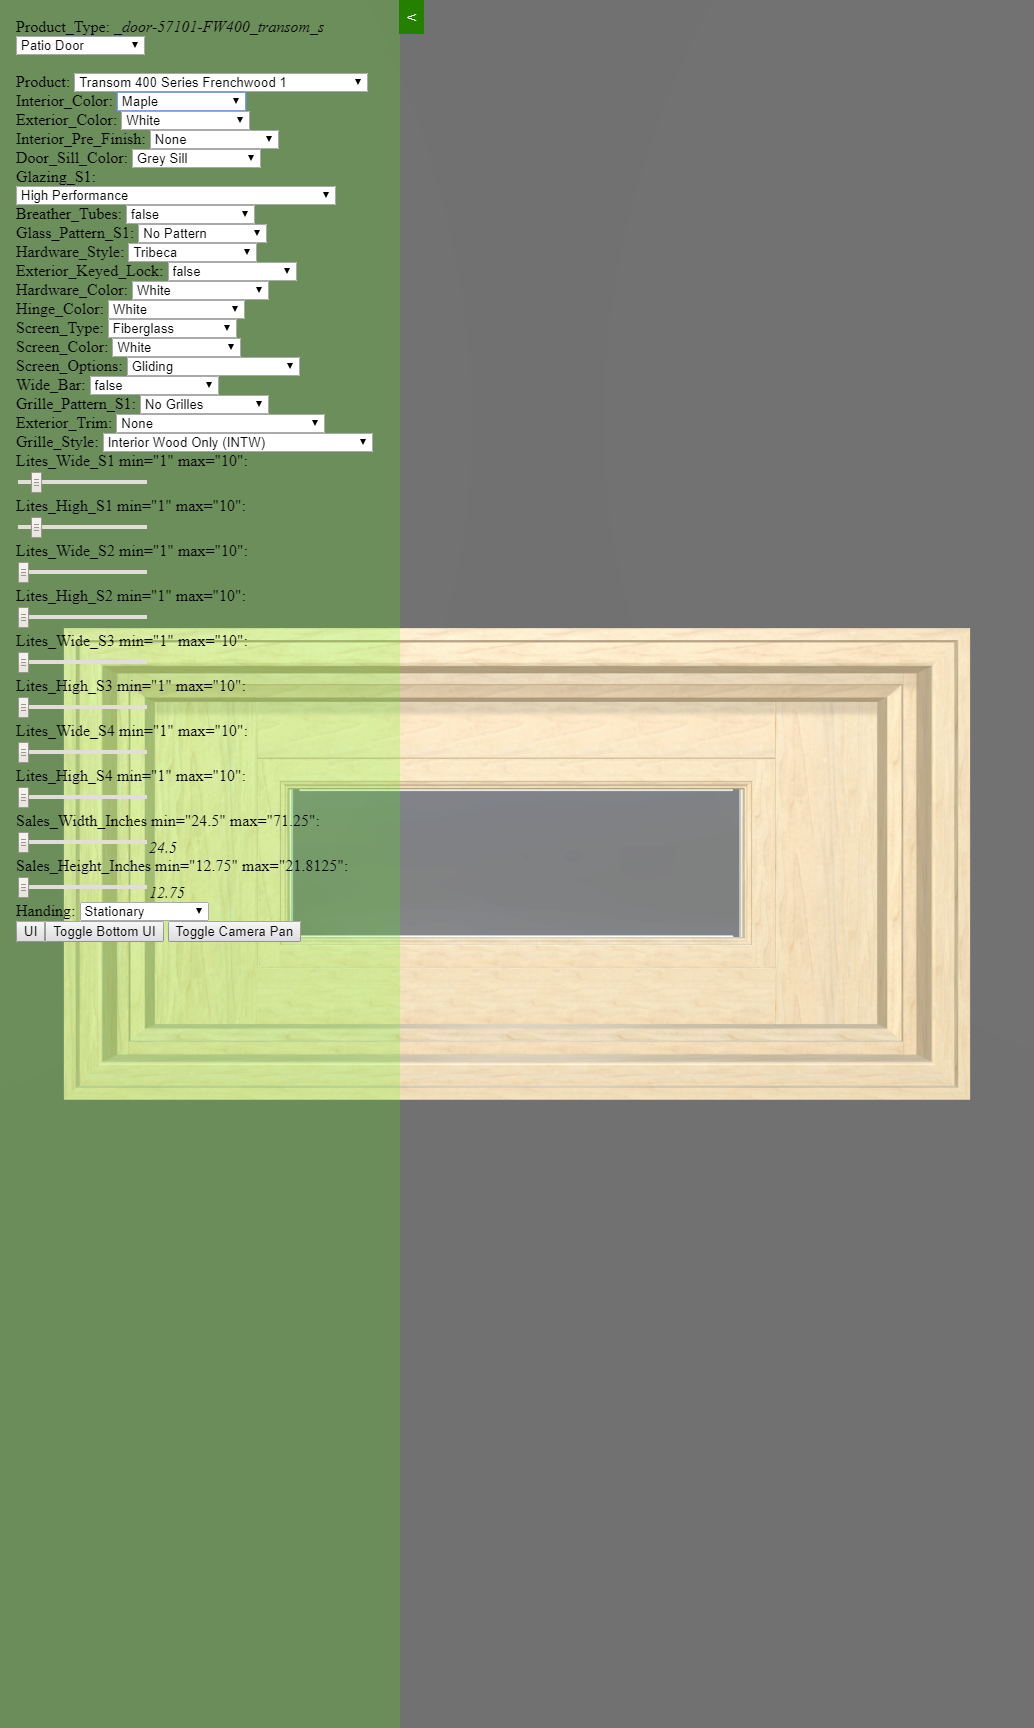 Product_Type: _door-57101-FW400_transom_s
Patio Door
<
Product: Transom 400 Series Frenchwood 1
Interior_Color: Maple
Exterior_Color: White
Interior_Pre_Finish: None
Door_Sill_Color: Grey Sill
Glazing_S1:
High Performance
Breather_Tubes: false
Glass_Pattern_S1: No Pattern
Hardware_Style: Tribeca
Exterior_Keyed_Lock: false
Hardware_Color: White
Hinge_Color: White
Screen_Type: Fiberglass
Screen_Color: White
Screen_Options: Gliding
Wide_Bar: false
Grille_Pattern_S1: No Grilles
Exterior_Trim: None
Grille_Style: Interior Wood Only (INTW)
Lites_Wide_S1 min="1" max="10":
Lites_High_S1 min="1" max="10":
Lites_Wide_S2 min="1" max="10":
Lites_High_S2 min="1" max="10":
Lites_Wide_S3 min="1" max="10":
Lites_High_S3 min="1" max="10":
Lites_Wide_S4 min="1" max="10":
Lites_High_S4 min="1" max="10":
Sales_Width_Inches min="24.5" max="71.25":
24.5
Sales_Height_Inches min="12.75" max="21.8125":
12.75
Handing: Stationary
UI Toggle Bottom UI Toggle Camera Pan